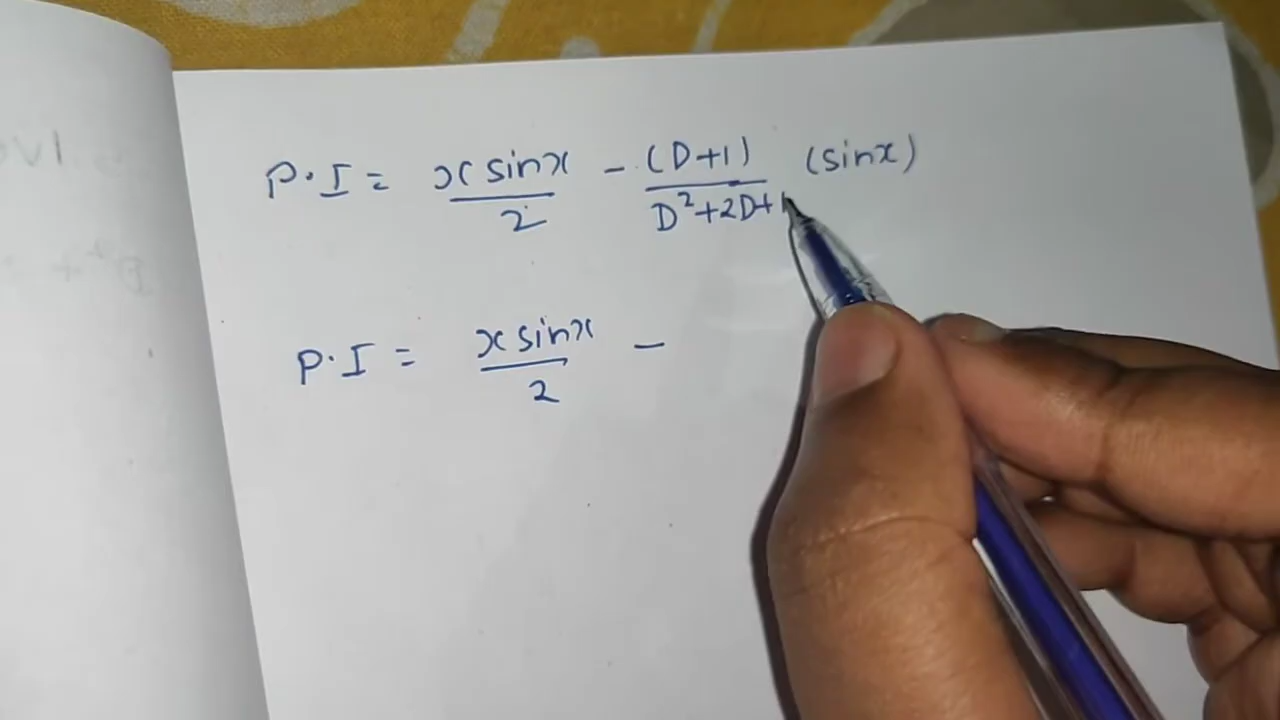 P.I = x sinx / 2 - (D+1) / D²+2D+1 (sinx)
P.I = x sinx / 2 -